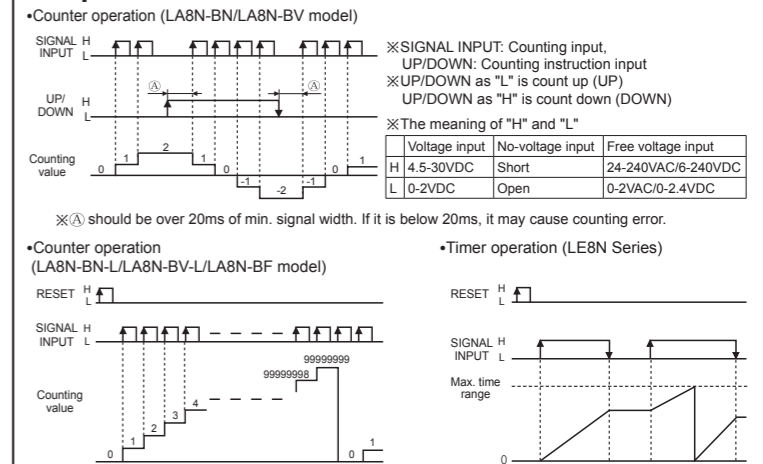 •Counter operation (LA8N-BN/LA8N-BV model)
SIGNAL H
INPUT L
UP/ H
DOWN L
Ⓐ Ⓐ
Counting
value
0 1 2 1 0 -1 -2 -1 0 1
※SIGNAL INPUT: Counting input,
UP/DOWN: Counting instruction input
※UP/DOWN as "L" is count up (UP)
UP/DOWN as "H" is count down (DOWN)
※The meaning of "H" and "L"
Voltage input No-voltage input Free voltage input
H 4.5-30VDC Short 24-240VAC/6-240VDC
L 0-2VDC Open 0-2VAC/0-2.4VDC
※Ⓐ should be over 20ms of min. signal width. If it is below 20ms, it may cause counting error.
•Counter operation
(LA8N-BN-L/LA8N-BV-L/LA8N-BF model)
RESET H
L
SIGNAL H
INPUT L
Counting
value
0 1 2 3 4 99999998 99999999 0 1
•Timer operation (LE8N Series)
RESET H
L
SIGNAL H
INPUT L
Max. time
range
0